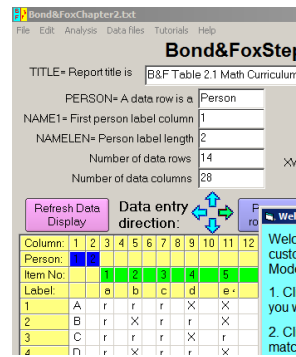 Bond&FoxChapter2.txt
File Edit Analysis Data files Tutorials Help
Bond&FoxSte
TITLE= Report title is B&F Table 2.1 Math Curriculum
PERSON= A data row is a Person
NAME1= First person label column 1
NAMELEN= Person label length 2
Number of data rows 14
Number of data columns 28
Refresh Data Display
Data entry direction:
Column: 1 2 3 4 5 6 7 8 9 10 11 12
Person: 1 2
Item No: 1 2 3 4 5
Label: a b c d e
1 A r r r X X
2 B r X r r X
3 C r r X r
4 D X r X
Wel
Welc
custo
Mode
1. Cl
you w
2. Cl
matc